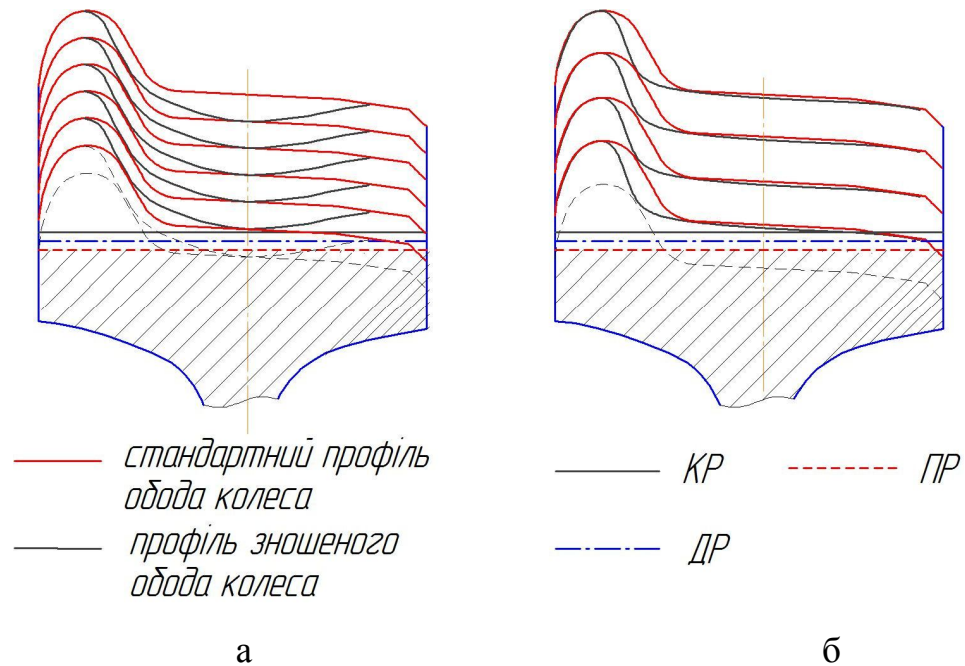 стандартний профіль
обода колеса
профіль зношеного
обода колеса
КР
ПР
ДР
а
б